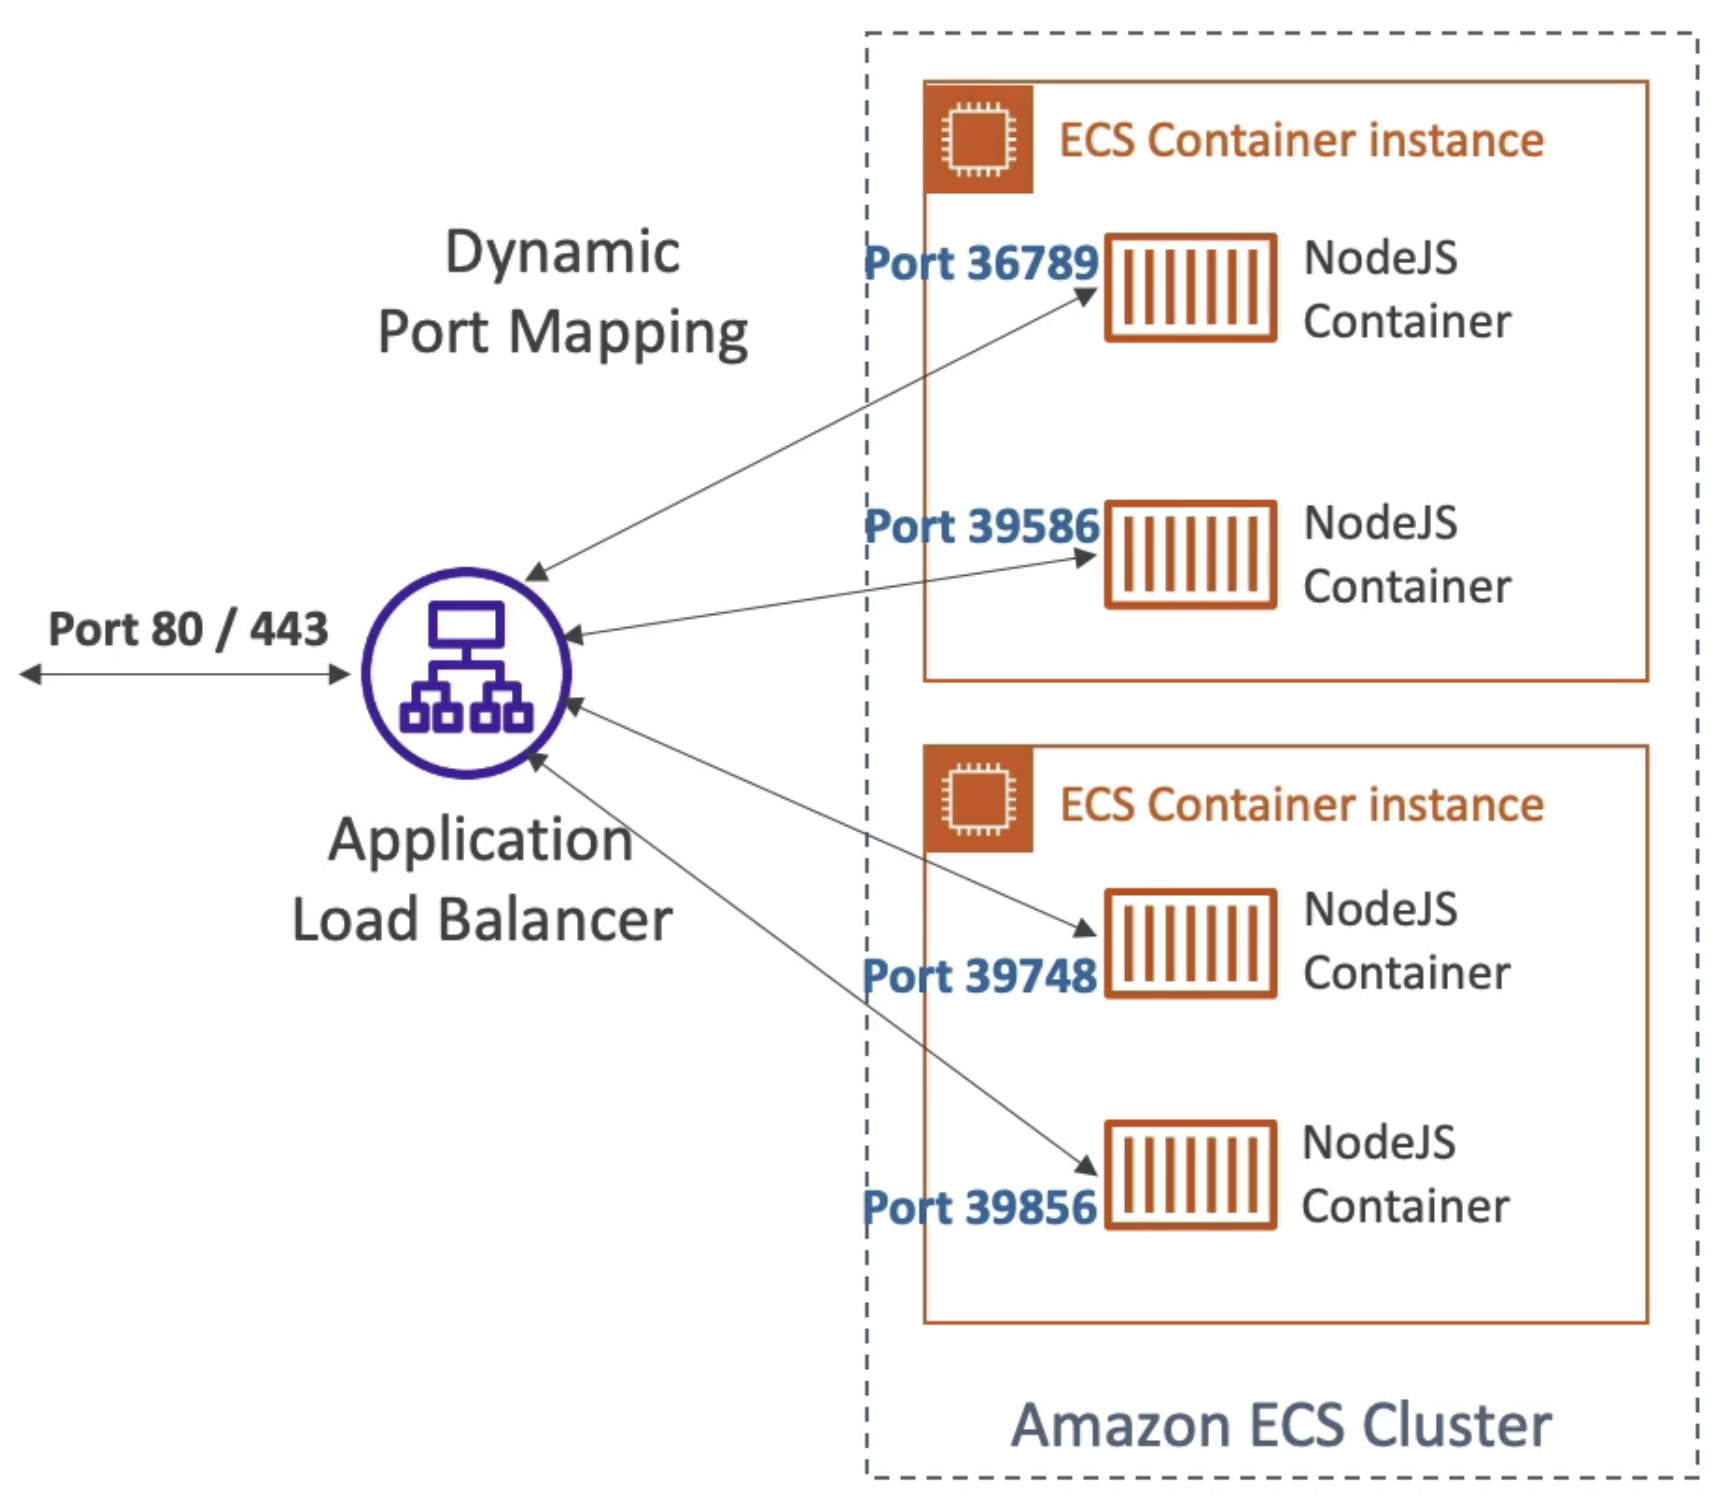 ECS Container instance
Dynamic
Port Mapping
Port 36789
NodeJS
Container
Port 39586
NodeJS
Container
Port 80 / 443
Application
Load Balancer
ECS Container instance
NodeJS
Container
Port 39748
NodeJS
Container
Port 39856
Amazon ECS Cluster